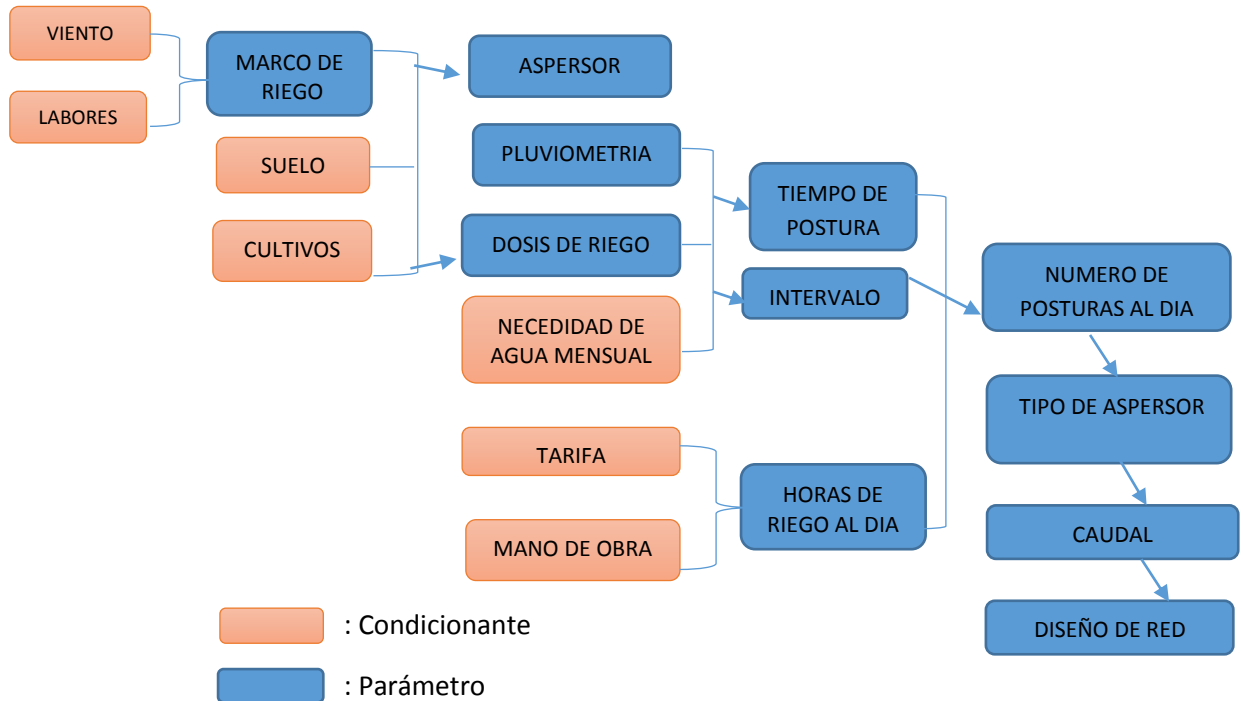 VIENTO
LABORES
MARCO DE
RIEGO
SUELO
CULTIVOS
ASPERSOR
PLUVIOMETRIA
DOSIS DE RIEGO
NECEDIDAD DE
AGUA MENSUAL
TARIFA
MANO DE OBRA
TIEMPO DE
POSTURA
INTERVALO
HORAS DE
RIEGO AL DIA
NUMERO DE
POSTURAS AL DIA
TIPO DE ASPERSOR
CAUDAL
DISEÑO DE RED
: Condicionante
: Parámetro